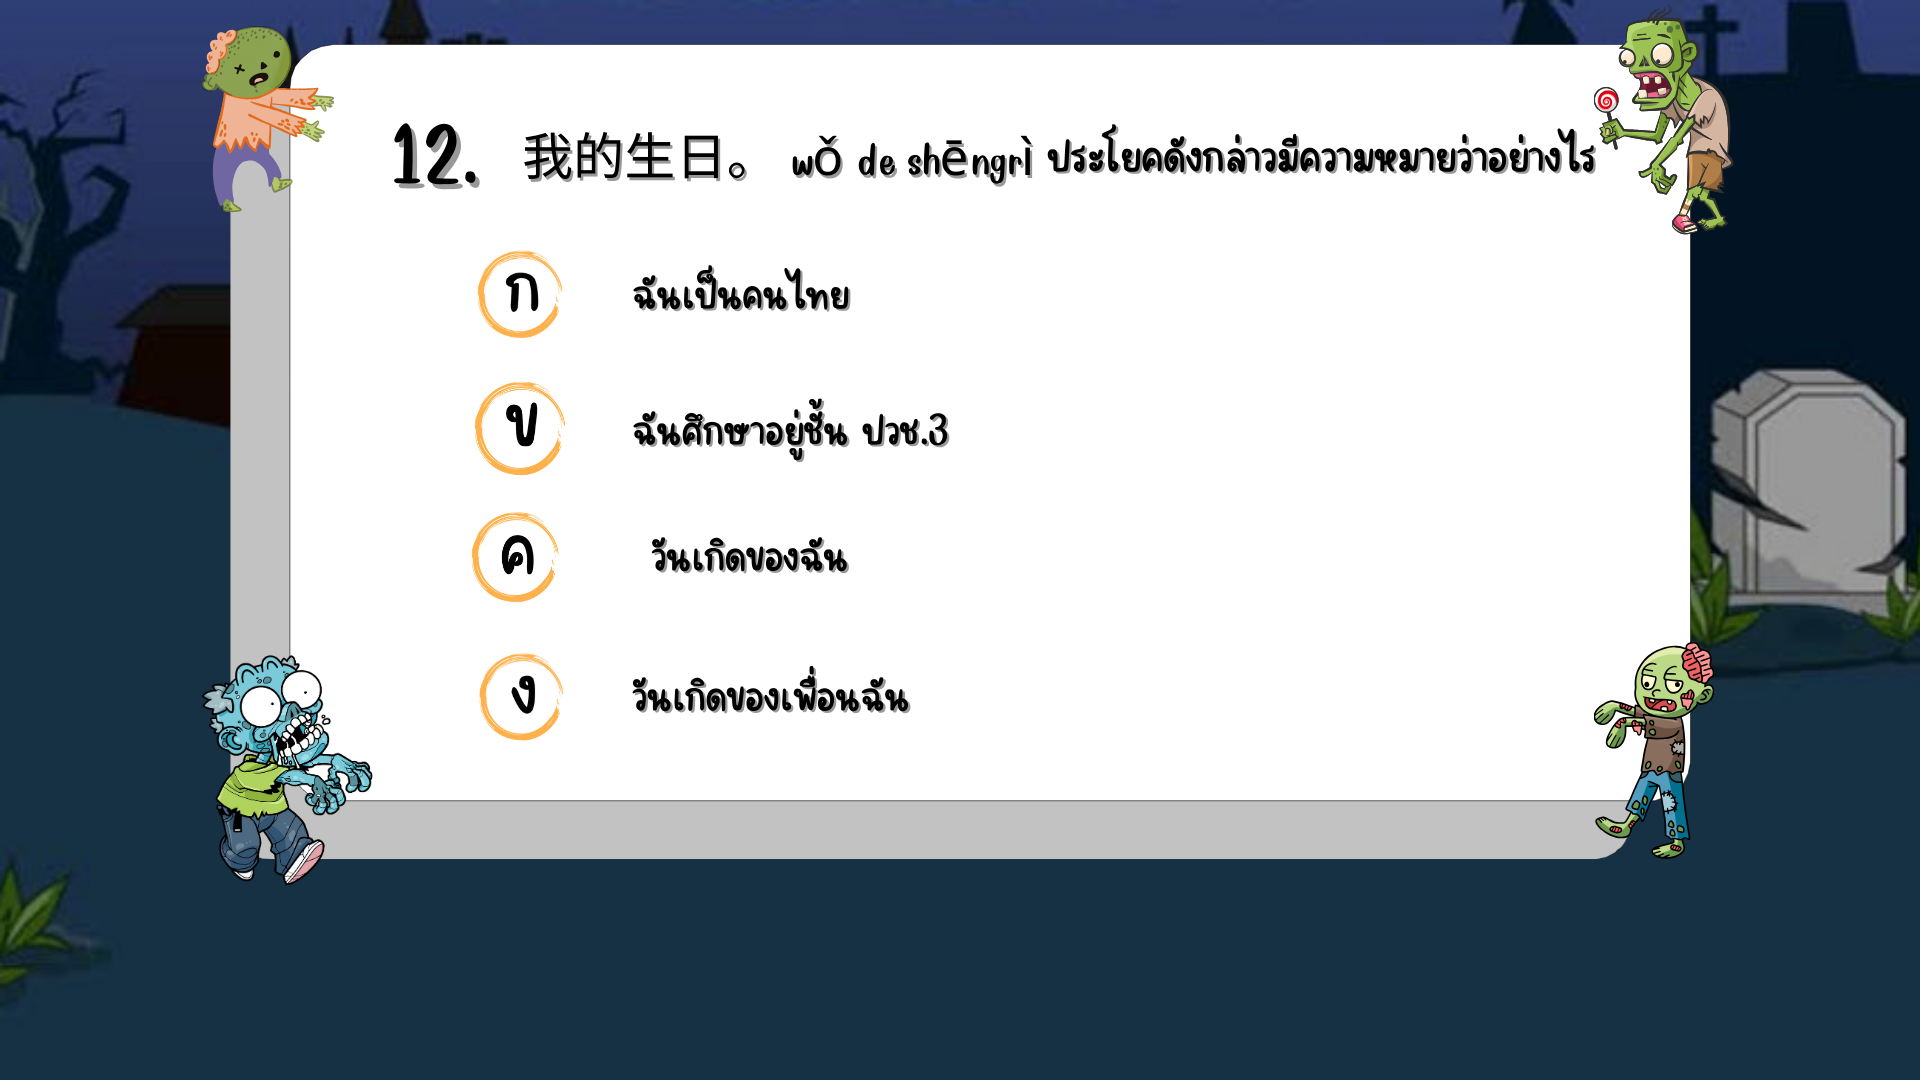 12. 我的生日。 wǒ de shēngrì ประโยคดังกล่าวมีความหมายว่าอย่างไร
ก ฉันเป็นคนไทย
ข ฉันศึกษาอยู่ชั้น ปวช.3
ค วันเกิดของฉัน
ง วันเกิดของเพื่อนฉัน